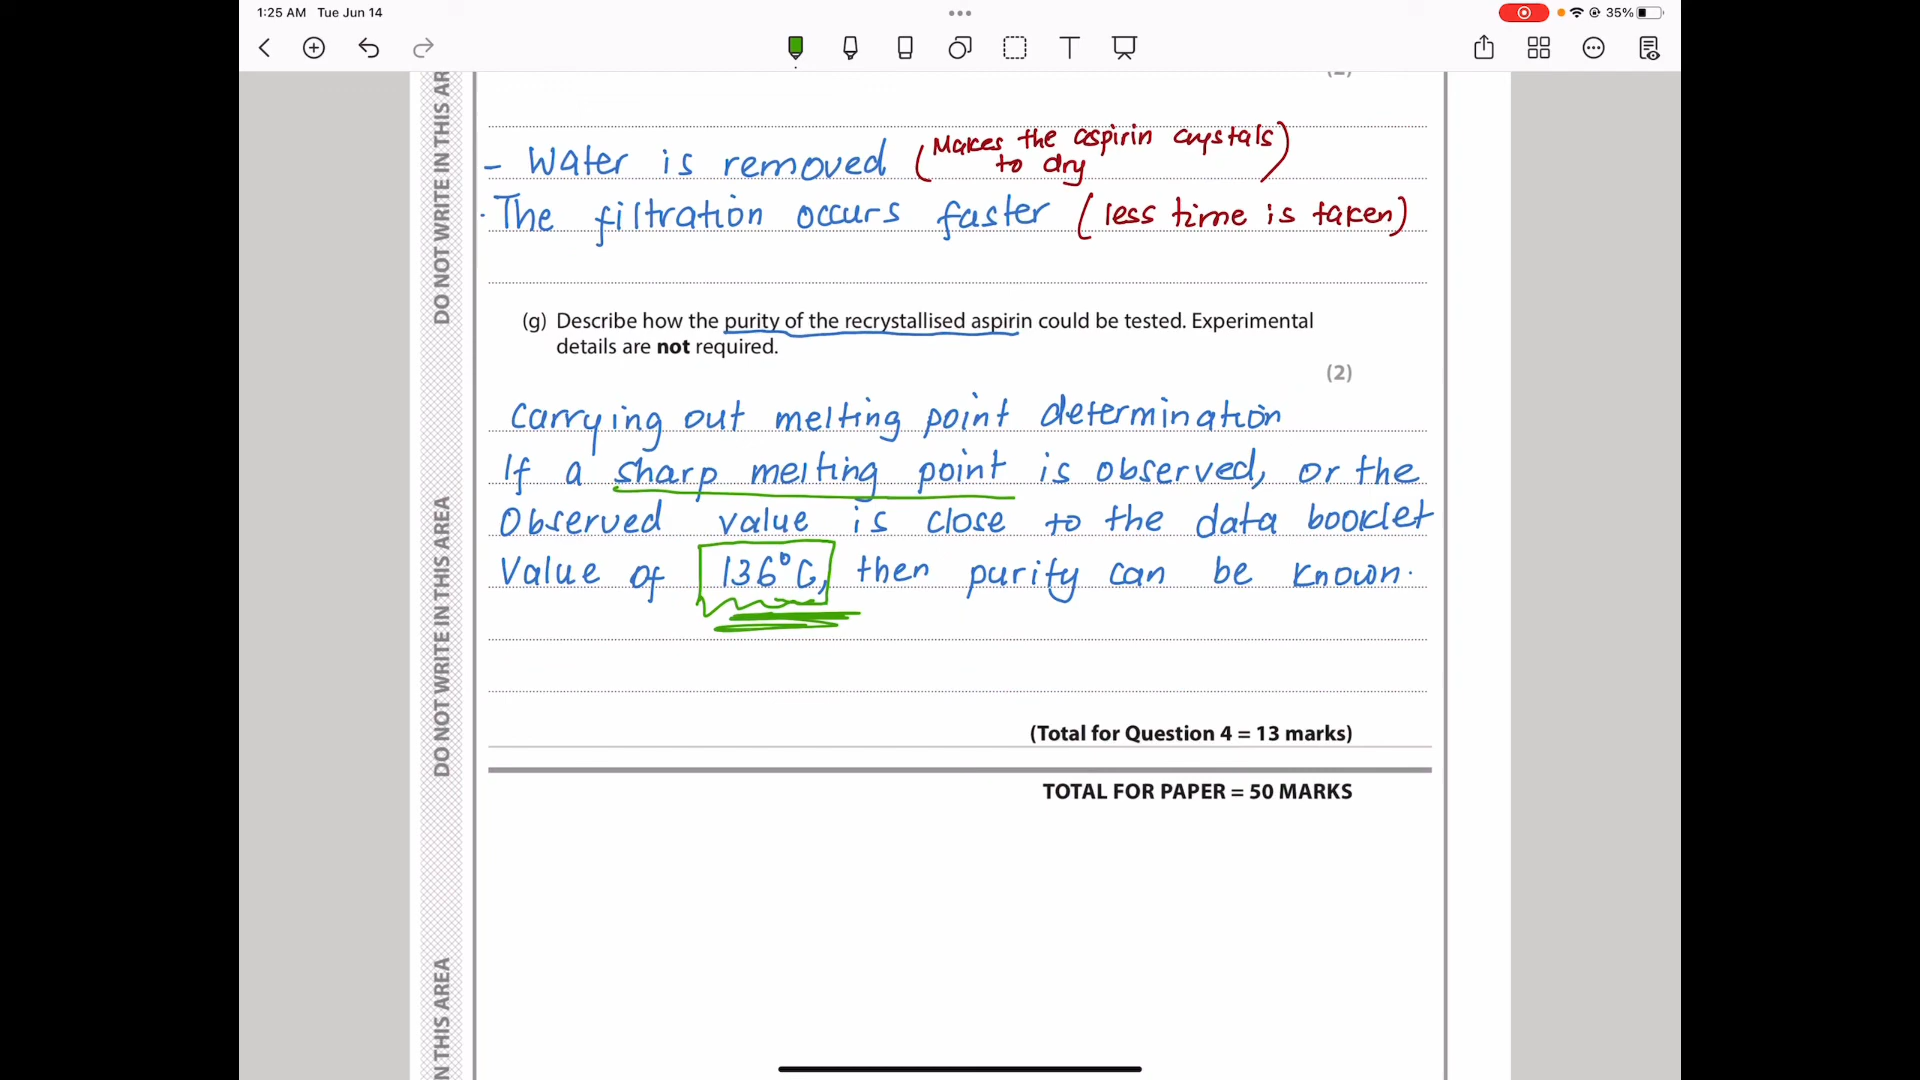 1:25 AM Tue Jun 14
35%
DO NOT WRITE IN THIS AR
- Water is removed (Makes the aspirin crystals
to dry)
· The filtration occurs faster (less time is taken)
(g) Describe how the purity of the recrystallised aspirin could be tested. Experimental
details are not required.
(2)
Carrying out melting point determination
If a sharp melting point is observed, or the
Observed value is close to the data booklet
Value of 136°C, then purity can be known.
DO NOT WRITE IN THIS AREA
(Total for Question 4 = 13 marks)
TOTAL FOR PAPER = 50 MARKS
N THIS AREA